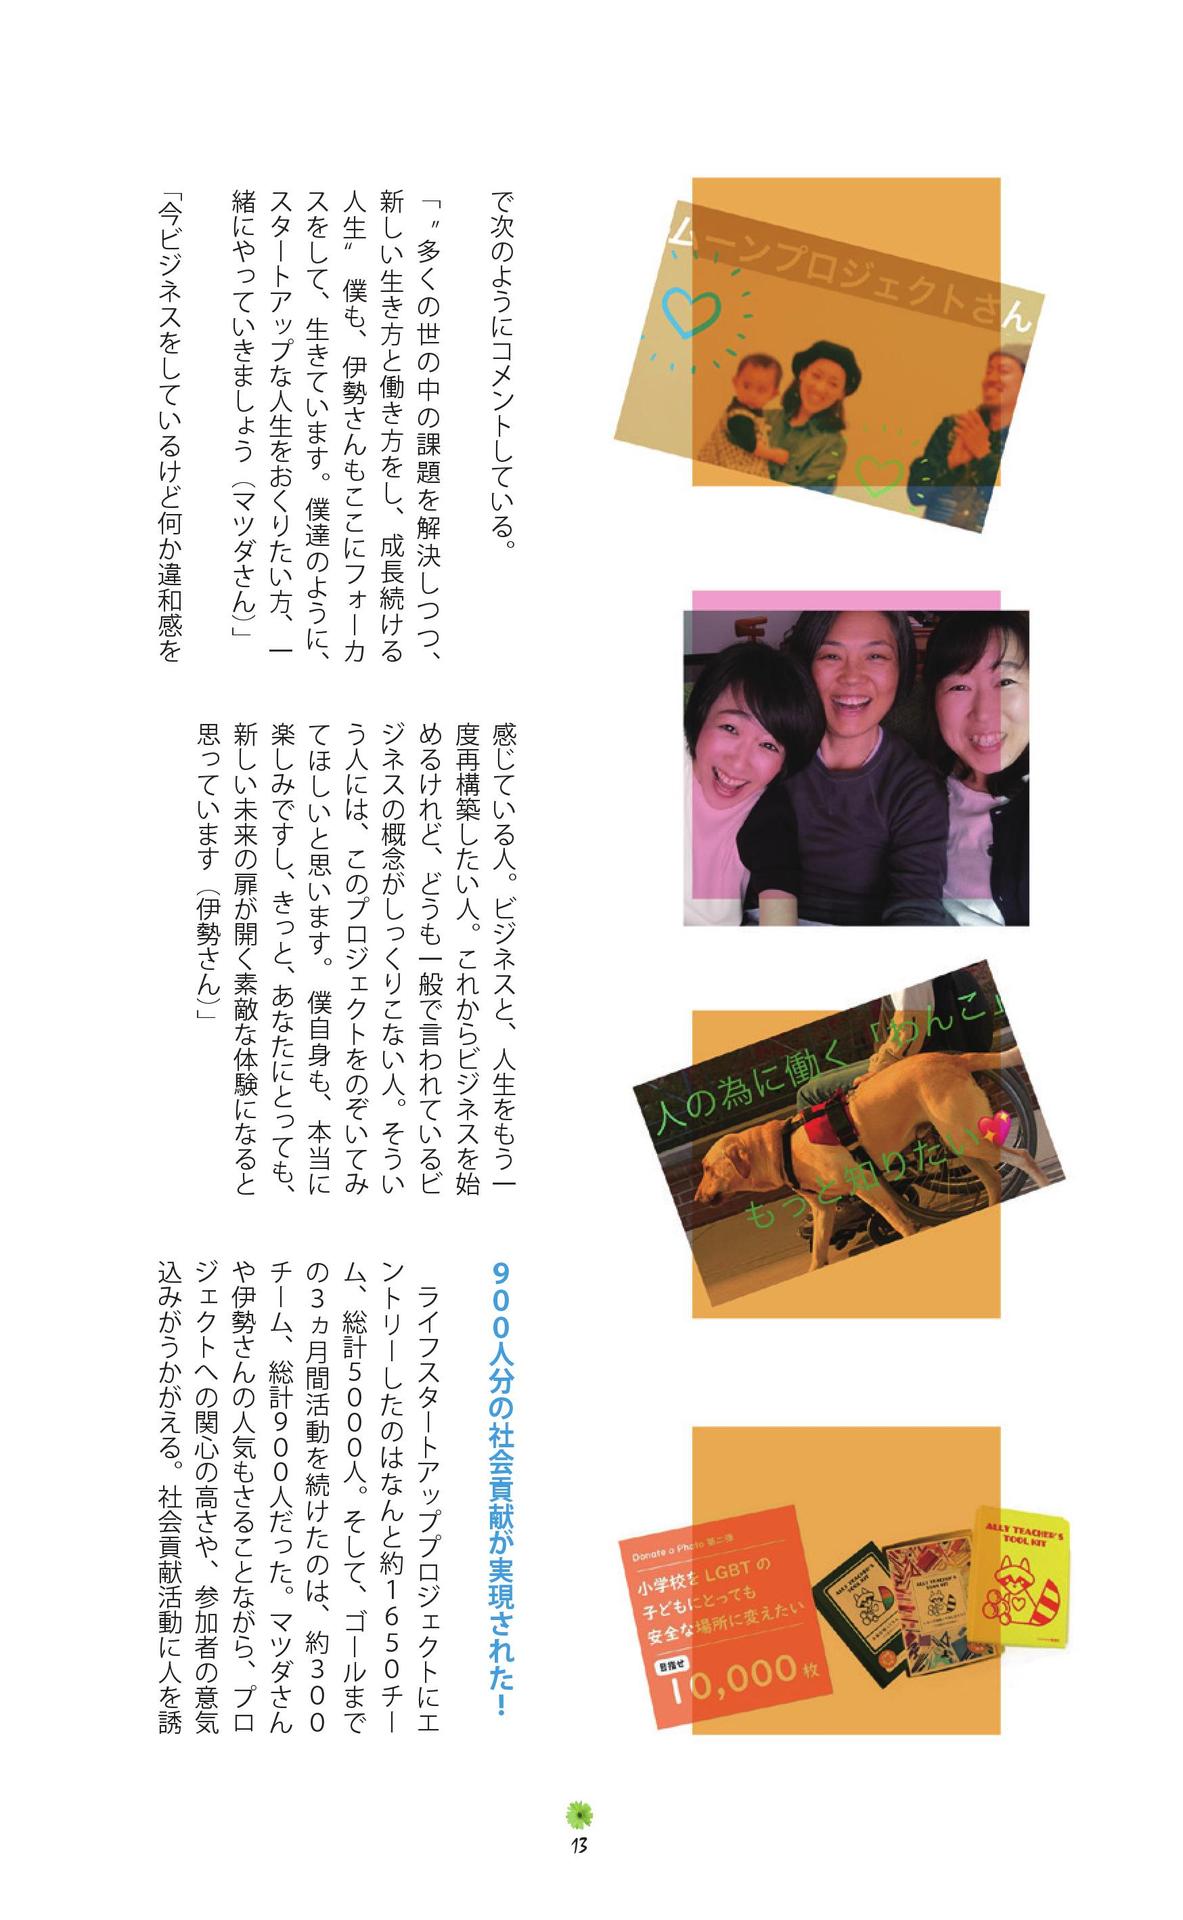 ムーンプロジェクトさん
人の為に働く「わんこ」
もっと知りたい
Donate a Photo 第二弾
小学校をLGBTの
子どもにとっても
安全な場所に変えたい
目指せ
10,000枚
ALLY TEACHER'S
TOOL KIT
ALLY TEACHER'S
TOOL KIT
ALLY TEACHER'S
TOOL KIT
で次のようにコメントしている。
「〝多くの世の中の課題を解決しつつ、
新しい生き方と働き方をし、成長続ける
人生〟 僕も、伊勢さんもここにフォーカ
スをして、生きています。僕達のように、
スタートアップな人生をおくりたい方、一
緒にやっていきましょう（マツダさん）」
「今ビジネスをしているけど何か違和感を
感じている人。ビジネスと、人生をもう一
度再構築したい人。これからビジネスを始
めるけれど、どうも一般で言われているビ
ジネスの概念がしっくりこない人。そうい
う人には、このプロジェクトをのぞいてみ
てほしいと思います。僕自身も、本当に
楽しみですし、きっと、あなたにとっても、
新しい未来の扉が開く素敵な体験になると
思っています（伊勢さん）」
900人分の社会貢献が実現された！
ライフスタートアッププロジェクトにエ
ントリーしたのはなんと約1650チー
ム、総計5000人。そして、ゴールまで
の3ヵ月間活動を続けたのは、約300
チーム、総計900人だった。マツダさん
や伊勢さんの人気もさることながら、プロ
ジェクトへの関心の高さや、参加者の意気
込みがうかがえる。社会貢献活動に人を誘
13